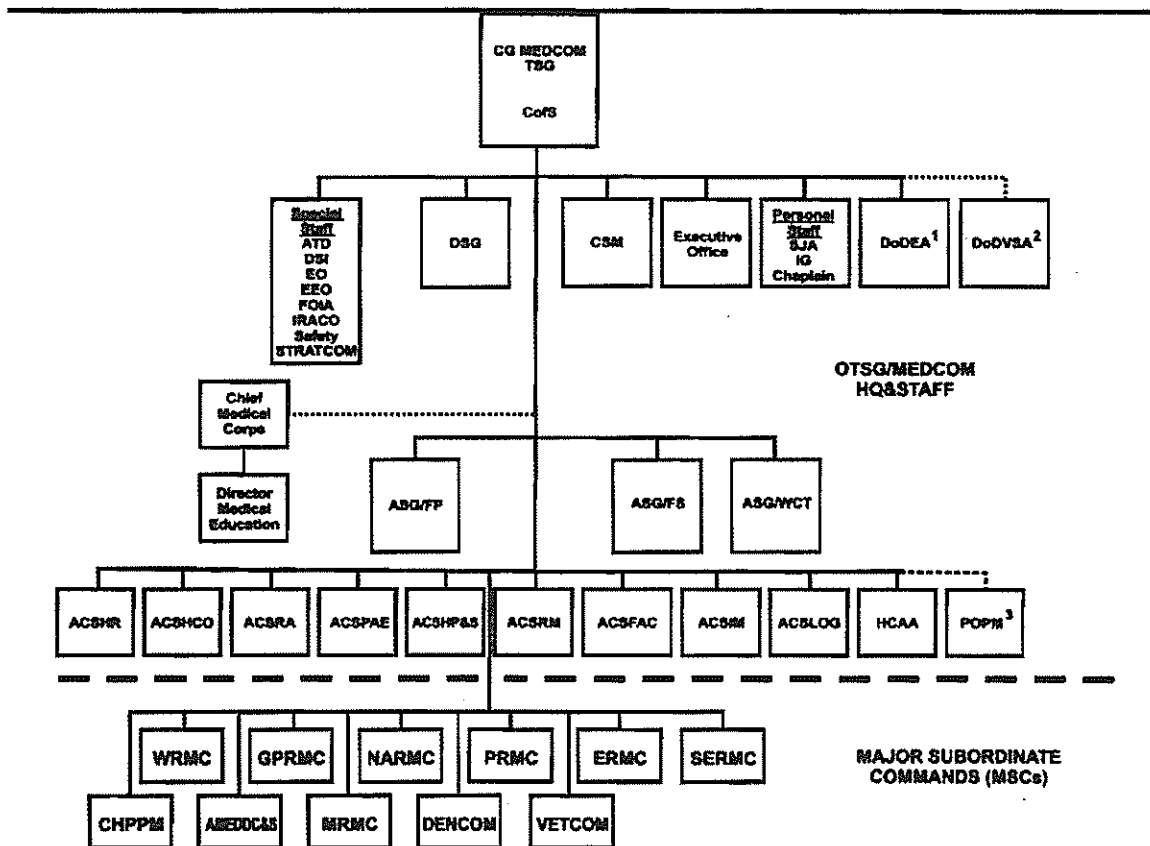 CG MEDCOM
TSG
CofS
Special
Staff
ATD
DSI
EO
EEO
FOIA
IRACO
Safety
STRATCOM
DSG
CSM
Executive
Office
Personal
Staff
SJA
IG
Chaplain
DoDEA1
DoDVSA2
OTSG/MEDCOM
HQ&STAFF
Chief
Medical
Corps
Director
Medical
Education
ASG/FP
ASG/FS
ASG/WCT
ACSHR
ACSHCO
ACSRA
ACSPAE
ACSHP&S
ACSRM
ACSFAC
ACSIM
ACSLOG
HCAA
POPM3
WRMC
GPRMC
NARMC
PRMC
ERMC
SERMC
MAJOR SUBORDINATE
COMMANDS (MSCs)
CHPPM
AMEDDC&S
MRMC
DENCOM
VETCOM